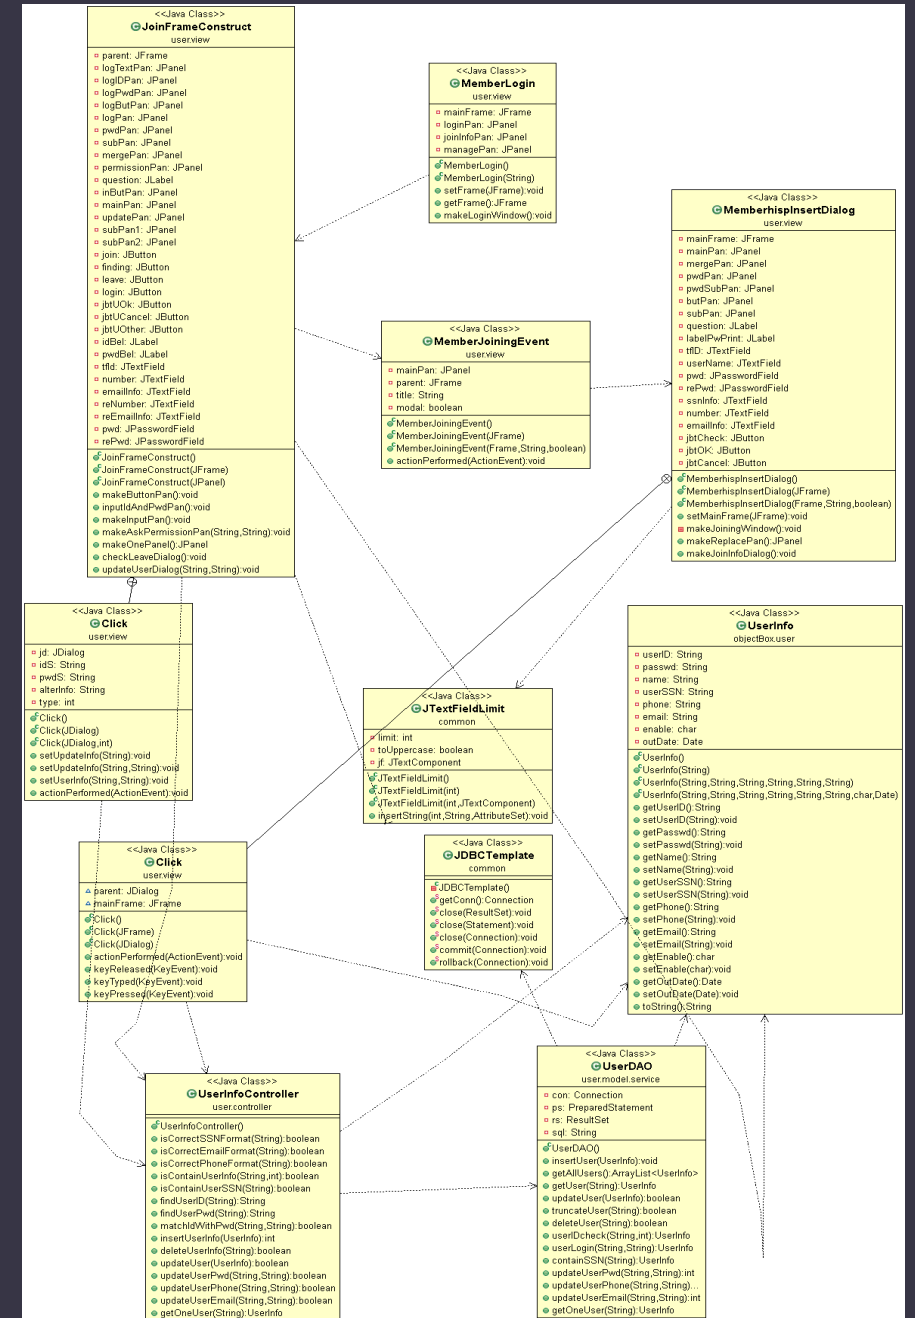 <<Java Class>>
JoinFrameConstruct
user.view
parent: JFrame
logTextPan: JPanel
logIDPan: JPanel
logPwdPan: JPanel
logButPan: JPanel
logPan: JPanel
pwdPan: JPanel
subPan: JPanel
mergePan: JPanel
permissionPan: JPanel
question: JLabel
inButPan: JPanel
mainPan: JPanel
updatePan: JPanel
subPan1: JPanel
subPan2: JPanel
join: JButton
finding: JButton
leave: JButton
login: JButton
jbtUOk: JButton
jbtUCancel: JButton
jbtUOther: JButton
idBel: JLabel
pwdBel: JLabel
tfId: JTextField
number: JTextField
emailInfo: JTextField
reNumber: JTextField
reEmailInfo: JTextField
pwd: JPasswordField
rePwd: JPasswordField
JoinFrameConstruct()
JoinFrameConstruct(JFrame)
JoinFrameConstruct(JPanel)
makeButtonPan():void
inputIdAndPwdPan():void
makeInputPan():void
makeAskPermissionPan(String,String):void
makeOnePanel():JPanel
checkLeaveDialog():void
updateUserDialog(String,String):void
<<Java Class>>
MemberLogin
user.view
mainFrame: JFrame
loginPan: JPanel
joinInfoPan: JPanel
managePan: JPanel
MemberLogin()
MemberLogin(String)
setFrame(JFrame):void
getFrame():JFrame
makeLoginWindow():void
<<Java Class>>
MemberhispInsertDialog
user.view
mainFrame: JFrame
mainPan: JPanel
mergePan: JPanel
pwdPan: JPanel
pwdSubPan: JPanel
butPan: JPanel
subPan: JPanel
question: JLabel
labelPwPrint: JLabel
tfID: JTextField
userName: JTextField
pwd: JPasswordField
rePwd: JPasswordField
ssnInfo: JTextField
number: JTextField
emailInfo: JTextField
jbtCheck: JButton
jbtOK: JButton
jbtCancel: JButton
MemberhispInsertDialog()
MemberhispInsertDialog(JFrame)
MemberhispInsertDialog(Frame,String,boolean)
setMainFrame(JFrame):void
makeJoiningWindow():void
makeReplacePan():JPanel
makeJoinInfoDialog():void
<<Java Class>>
MemberJoiningEvent
user.view
mainPan: JPanel
parent: JFrame
title: String
modal: boolean
MemberJoiningEvent()
MemberJoiningEvent(JFrame)
MemberJoiningEvent(Frame,String,boolean)
actionPerformed(ActionEvent):void
<<Java Class>>
Click
user.view
jd: JDialog
idS: String
pwdS: String
alterInfo: String
type: int
Click()
Click(JDialog)
Click(JDialog,int)
setUpdateInfo(String):void
setUpdateInfo(String,String):void
setUserInfo(String,String):void
actionPerformed(ActionEvent):void
<<Java Class>>
UserInfo
objectBox.user
userID: String
passwd: String
name: String
userSSN: String
phone: String
email: String
enable: char
outDate: Date
UserInfo()
UserInfo(String)
UserInfo(String,String,String,String,String,String)
UserInfo(String,String,String,String,String,String,char,Date)
getUserID():String
setUserID(String):void
getPasswd():String
setPasswd(String):void
getName():String
setName(String):void
getUserSSN():String
setUserSSN(String):void
getPhone():String
setPhone(String):void
getEmail():String
setEmail(String):void
getEnable():char
setEnable(char):void
getOutDate():Date
setOutDate(Date):void
toString():String
<<Java Class>>
JTextFieldLimit
common
limit: int
toUppercase: boolean
jf: JTextComponent
JTextFieldLimit()
JTextFieldLimit(int)
JTextFieldLimit(int,JTextComponent)
insertString(int,String,AttributeSet):void
<<Java Class>>
JDBCTemplate
common
JDBCTemplate()
getConn():Connection
close(ResultSet):void
close(Statement):void
close(Connection):void
commit(Connection):void
rollback(Connection):void
<<Java Class>>
Click
user.view
parent: JDialog
mainFrame: JFrame
Click()
Click(JFrame)
Click(JDialog)
actionPerformed(ActionEvent):void
keyReleased(KeyEvent):void
keyTyped(KeyEvent):void
keyPressed(KeyEvent):void
<<Java Class>>
UserInfoController
user.controller
UserInfoController()
isCorrectSSNFormat(String):boolean
isCorrectEmailFormat(String):boolean
isCorrectPhoneFormat(String):boolean
isContainUserInfo(String,int):boolean
isContainUserSSN(String):boolean
findUserID(String):String
findUserPwd(String):String
matchIdWithPwd(String,String):boolean
insertUserInfo(UserInfo):int
deleteUserInfo(String):boolean
updateUser(UserInfo):boolean
updateUserPwd(String,String):boolean
updateUserPhone(String,String):boolean
updateUserEmail(String,String):boolean
getOneUser(String):UserInfo
<<Java Class>>
UserDAO
user.model.service
con: Connection
ps: PreparedStatement
rs: ResultSet
sql: String
UserDAO()
insertUser(UserInfo):void
getAllUsers():ArrayList<UserInfo>
getUser(String):UserInfo
updateUser(UserInfo):boolean
truncateUser(String):boolean
deleteUser(String):boolean
userIDcheck(String,int):UserInfo
userLogin(String,String):UserInfo
containSSN(String):UserInfo
updateUserPwd(String,String):int
updateUserPhone(String,String)...
updateUserEmail(String,String):int
getOneUser(String):UserInfo